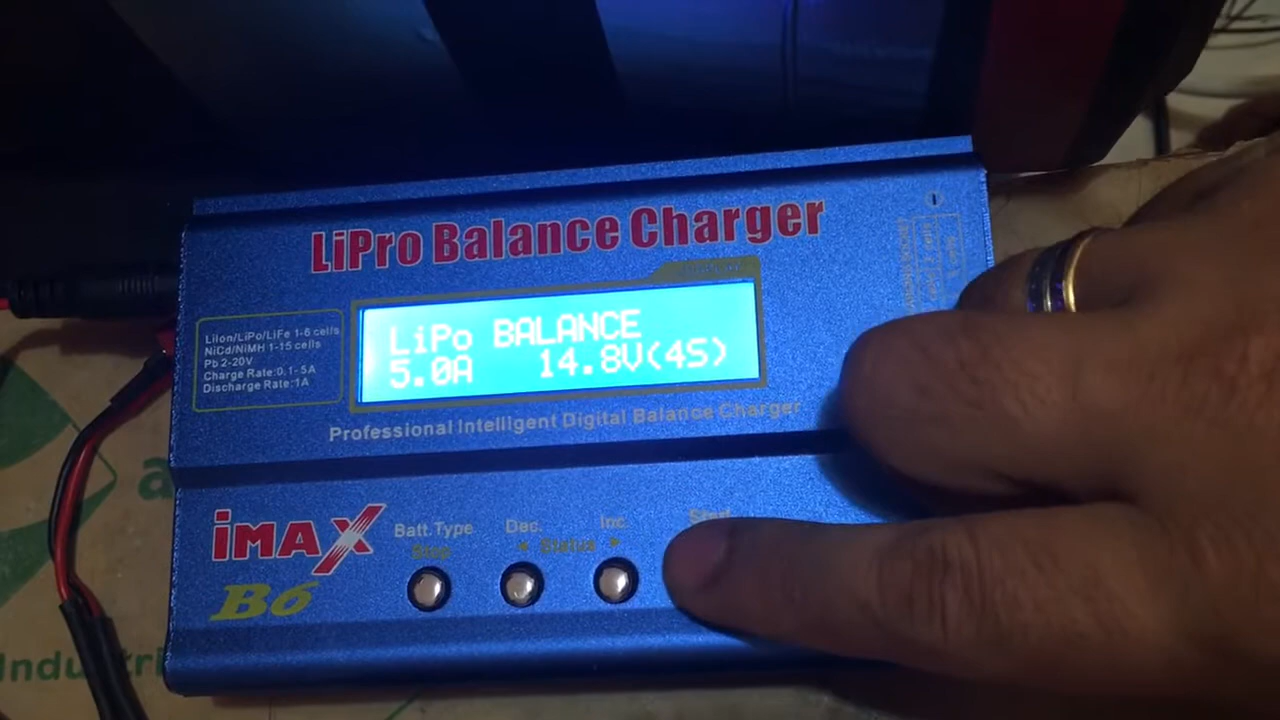 LiPro Balance Charger
LiIon/LiPo/LiFe 1-6 cells
NiCd/NiMH 1-15 cells
Pb 2-20V
Charge Rate:0.1-5A
Discharge Rate:1A
LiPo BALANCE
5.0A 14.8V(4S)
Professional Intelligent Digital Balance Charger
iMAX
B6
Batt.Type
Stop
Dec.
Inc
Status
Start
Industri